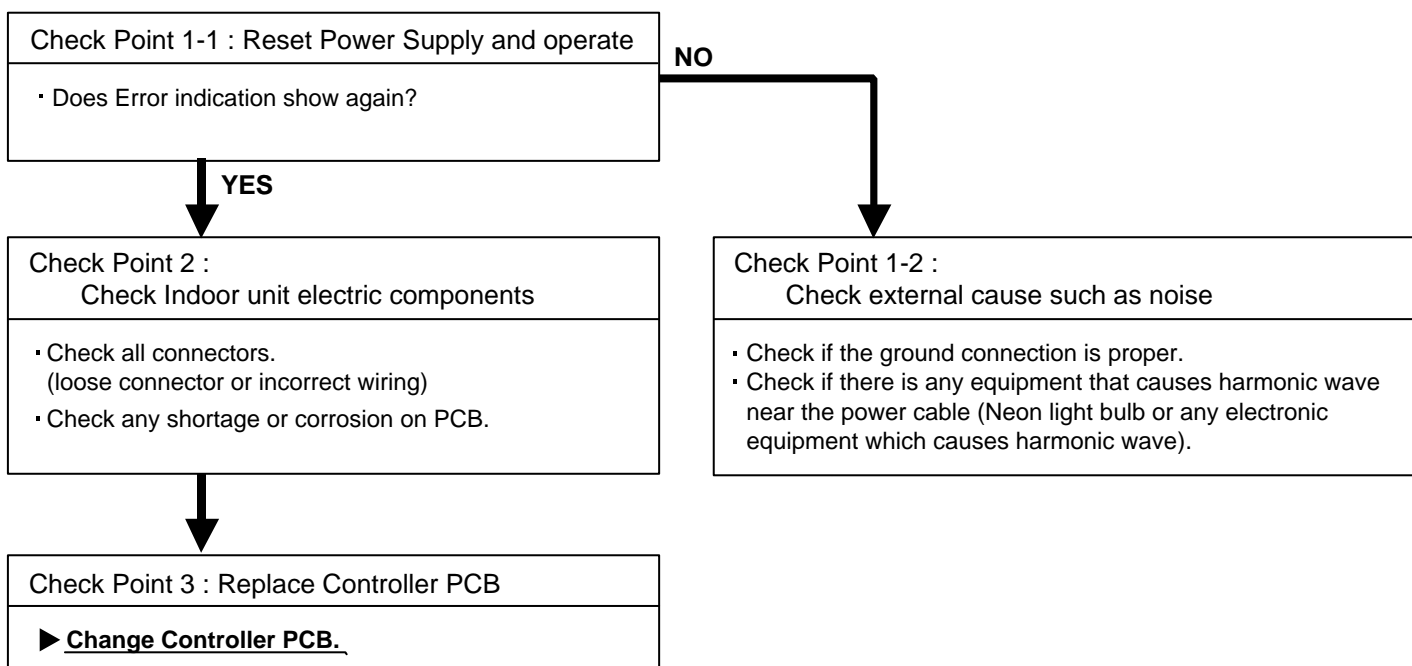 Check Point 1-1 : Reset Power Supply and operate
· Does Error indication show again?
NO
YES
Check Point 2 :
Check Indoor unit electric components
· Check all connectors.
(loose connector or incorrect wiring)
· Check any shortage or corrosion on PCB.
Check Point 1-2 :
Check external cause such as noise
· Check if the ground connection is proper.
· Check if there is any equipment that causes harmonic wave
near the power cable (Neon light bulb or any electronic
equipment which causes harmonic wave).
Check Point 3 : Replace Controller PCB
▶ Change Controller PCB.